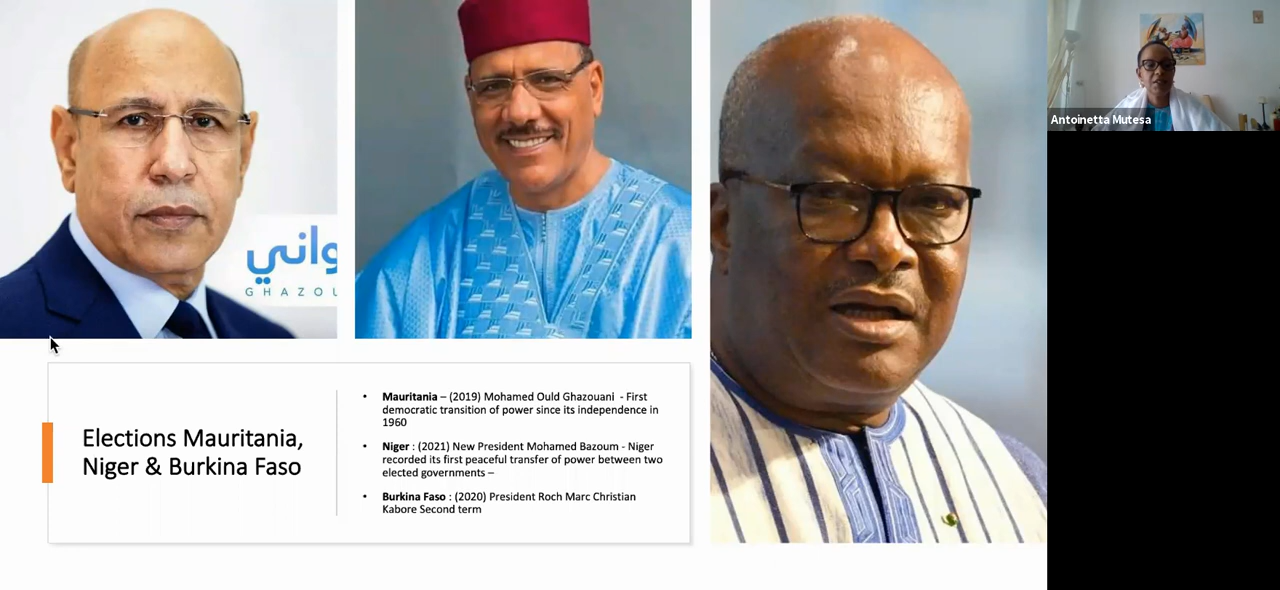 واني
GHAZOU
Antoinetta Mutesa
Elections Mauritania,
Niger & Burkina Faso
• Mauritania – (2019) Mohamed Ould Ghazouani - First
democratic transition of power since its independence in
1960
• Niger : (2021) New President Mohamed Bazoum - Niger
recorded its first peaceful transfer of power between two
elected governments –
• Burkina Faso : (2020) President Roch Marc Christian
Kabore Second term